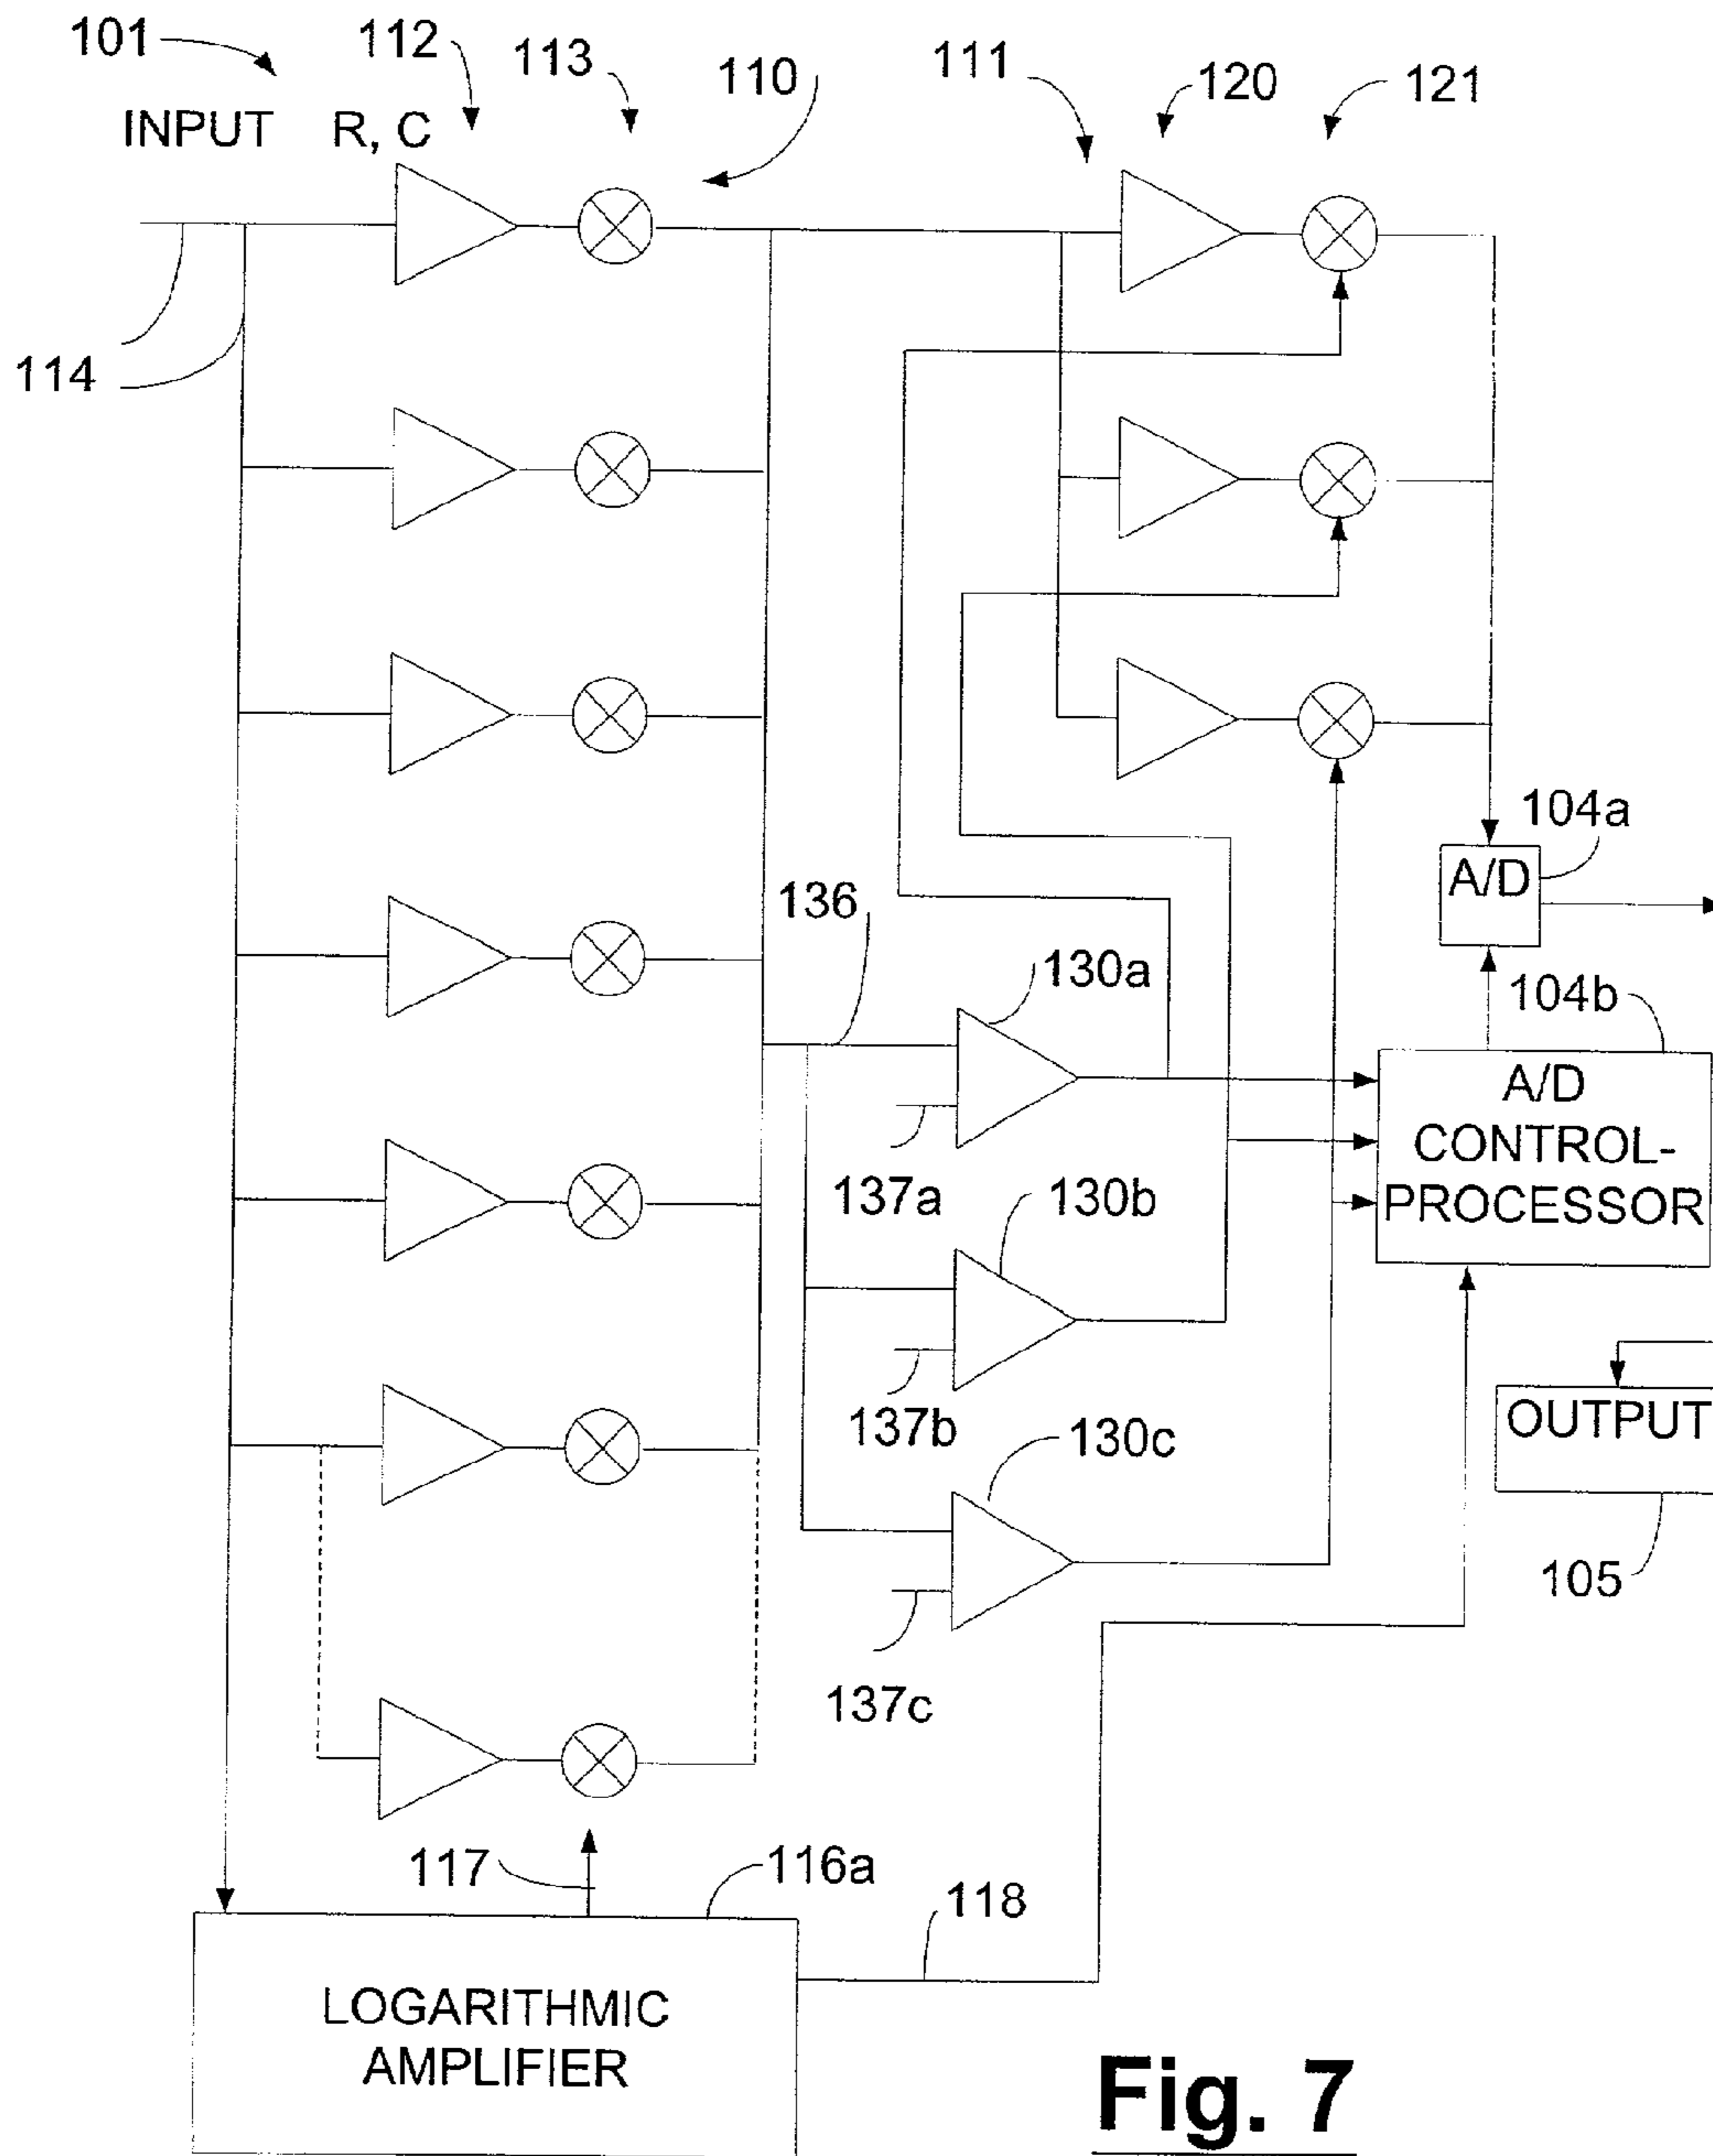 101
112
113
110
111
120
121
INPUT R, C
114
104a
A/D
136
130a
104b
A/D
CONTROL-
PROCESSOR
137a
130b
137b
130c
OUTPUT
105
137c
117
116a
118
LOGARITHMIC
AMPLIFIER
Fig. 7